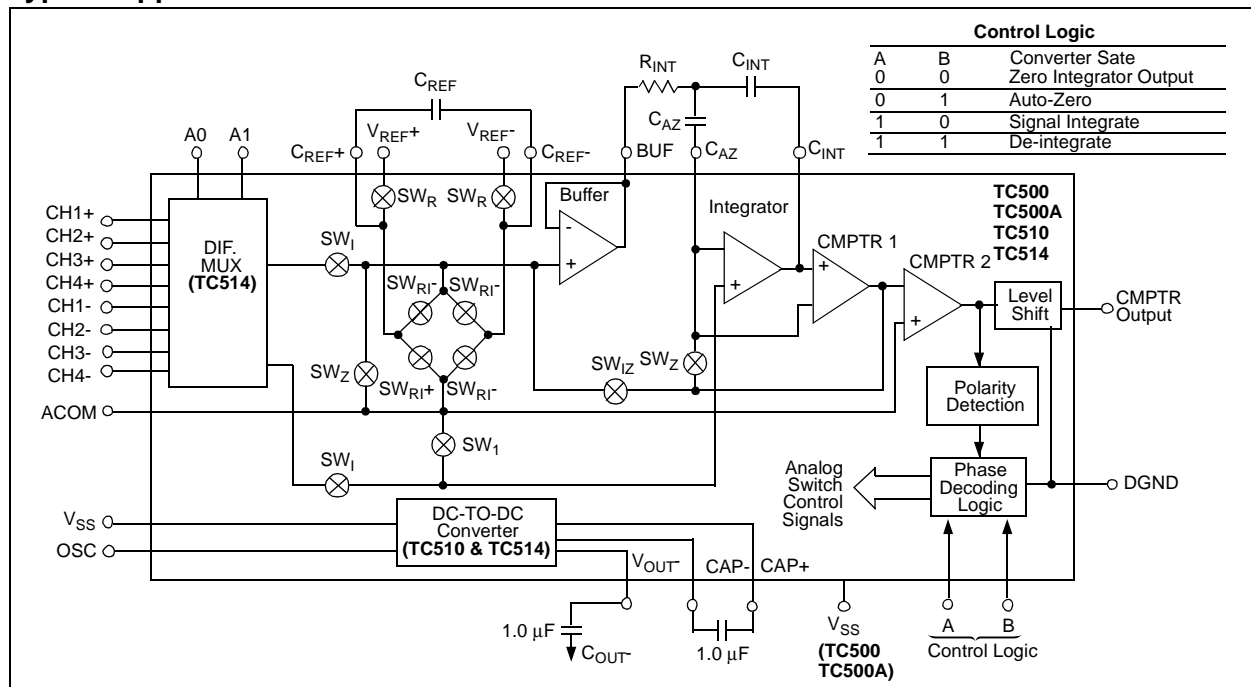 Control Logic
A B Converter Sate
0 0 Zero Integrator Output
0 1 Auto-Zero
1 0 Signal Integrate
1 1 De-integrate
RINT
CINT
CREF
CAZ
A0
A1
VREF+
VREF-
CREF+
CREF-
BUF
CAZ
CINT
SWR
SWR
Buffer
-
+
Integrator
+
CMPTR 1
+
CMPTR 2
+
TC500
TC500A
TC510
TC514
CH1+
CH2+
CH3+
CH4+
CH1-
CH2-
CH3-
CH4-
DIF.
MUX
(TC514)
SWI
SWRI-
SWRI-
SWZ
SWRI+
SWRI-
SWIZ
SWZ
Level
Shift
CMPTR
Output
Polarity
Detection
ACOM
SW1
SWI
Analog
Switch
Control
Signals
Phase
Decoding
Logic
DGND
VSS
OSC
DC-TO-DC
Converter
(TC510 & TC514)
VOUT-
CAP-
CAP+
1.0 μF
COUT-
1.0 μF
VSS
(TC500
TC500A)
A
B
Control Logic